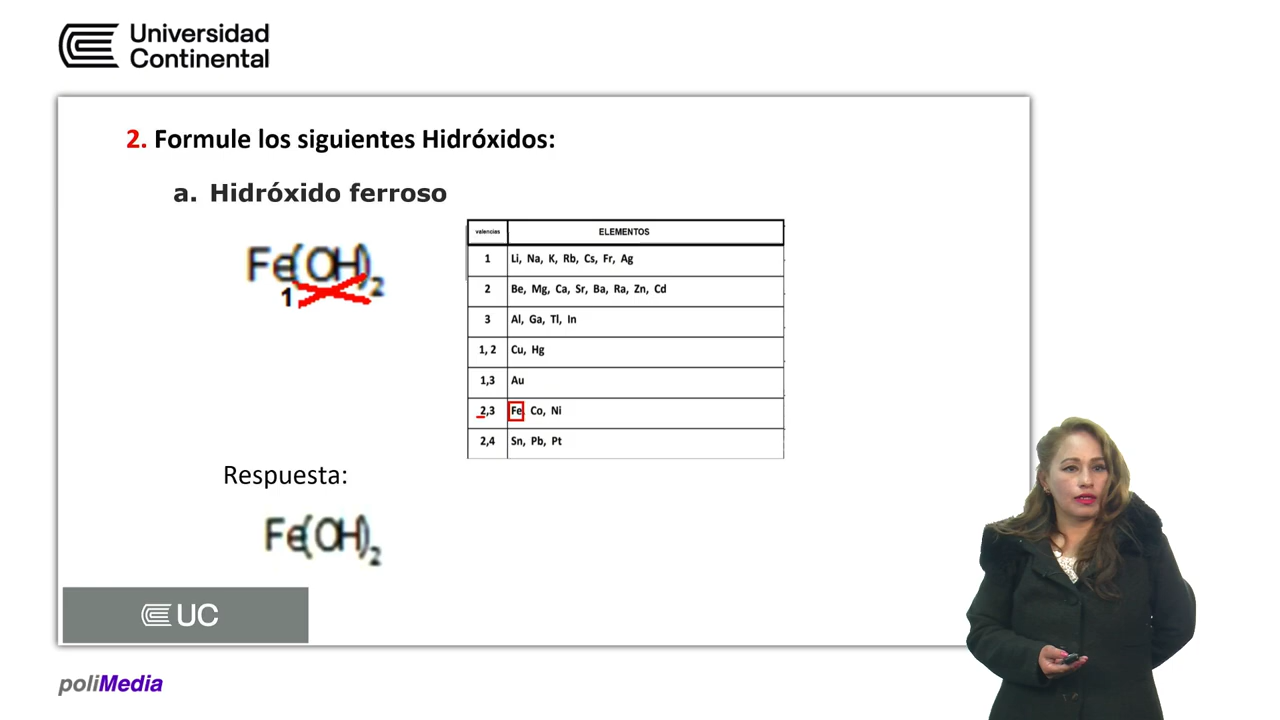 Universidad
Continental
2. Formule los siguientes Hidróxidos:
a. Hidróxido ferroso
Fe(OH)2
1
valencias ELEMENTOS
1 Li, Na, K, Rb, Cs, Fr, Ag
2 Be, Mg, Ca, Sr, Ba, Ra, Zn, Cd
3 Al, Ga, Tl, In
1, 2 Cu, Hg
1,3 Au
2,3 Fe, Co, Ni
2,4 Sn, Pb, Pt
Respuesta:
Fe(OH)2
UC
poliMedia